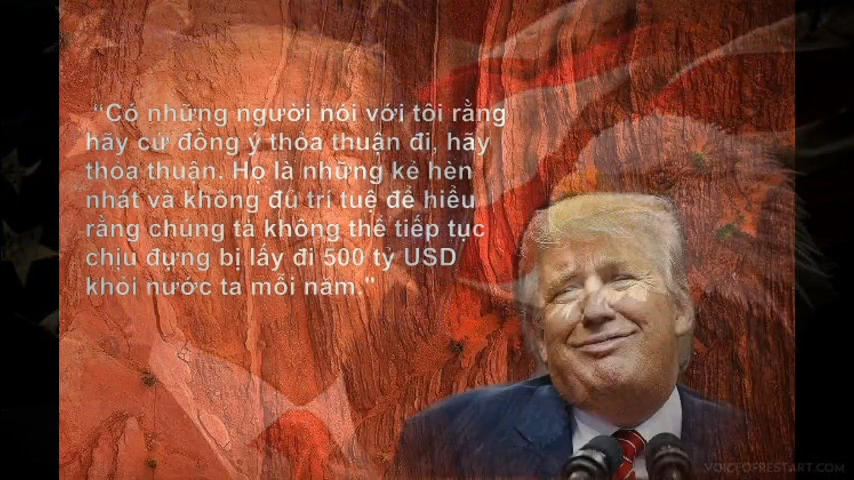 “Có những người nói với tôi rằng
hãy cứ đồng ý thỏa thuận đi, hãy
thỏa thuận. Họ là những kẻ hèn
nhát và không đủ trí tuệ để hiểu
rằng chúng ta không thể tiếp tục
chịu đựng bị lấy đi 500 tỷ USD
khỏi nước ta mỗi năm."
VOICEOFRESTART.COM